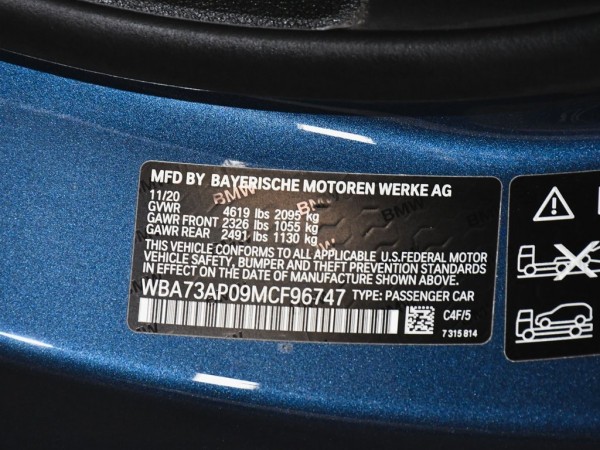 MFD BY BAYERISCHE MOTOREN WERKE AG
11/20
GVWR 4619 lbs 2095 kg
GAWR FRONT 2326 lbs 1055 kg
GAWR REAR 2491 lbs 1130 kg
THIS VEHICLE CONFORMS TO ALL APPLICABLE U.S.FEDERAL MOTOR
VEHICLE SAFETY, BUMPER AND THEFT PREVENTION STANDARDS
IN EFFECT ON THE DATE OF MANUFACTURE SHOWN ABOVE.
WBA73AP09MCF96747 TYPE: PASSENGER CAR
C4F/5
7 315 814